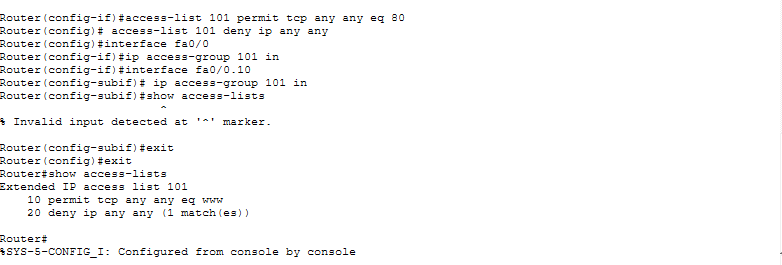 Router(config-if)#access-list 101 permit tcp any any eq 80
Router(config)# access-list 101 deny ip any any
Router(config)#interface fa0/0
Router(config-if)#ip access-group 101 in
Router(config-if)#interface fa0/0.10
Router(config-subif)# ip access-group 101 in
Router(config-subif)#show access-lists
^
% Invalid input detected at '^' marker.
Router(config-subif)#exit
Router(config)#exit
Router#show access-lists
Extended IP access list 101
10 permit tcp any any eq www
20 deny ip any any (1 match(es))
Router#
%SYS-5-CONFIG_I: Configured from console by console